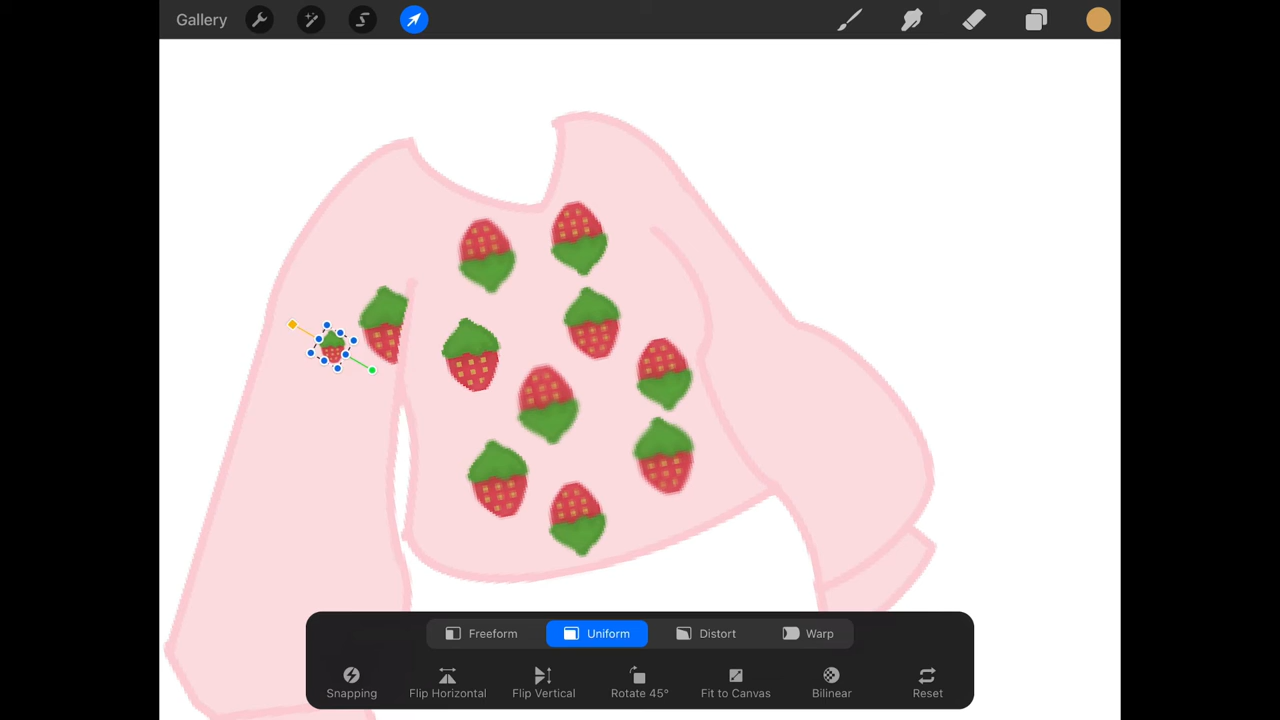 Gallery
Freeform Uniform Distort Warp
Snapping Flip Horizontal Flip Vertical Rotate 45° Fit to Canvas Bilinear Reset